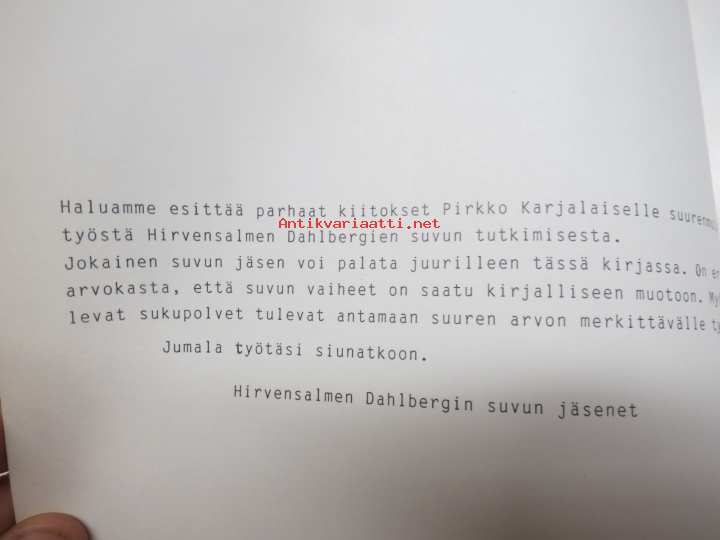 Haluamme esittää parhaat kiitokset Pirkko Karjalaiselle
Antikvariaatti.net
työstä Hirvensalmen Dahlbergien suvun tutkimisesta.
Jokainen suvun jäsen voi palata juurilleen tässä kirjassa. On
arvokasta, että suvun vaiheet on saatu kirjalliseen muotoon.
levat sukupolvet tulevat antamaan suuren arvon merkittävälle
Jumala työtäsi siunatkoon.
Hirvensalmen Dahlbergin suvun jäsenet